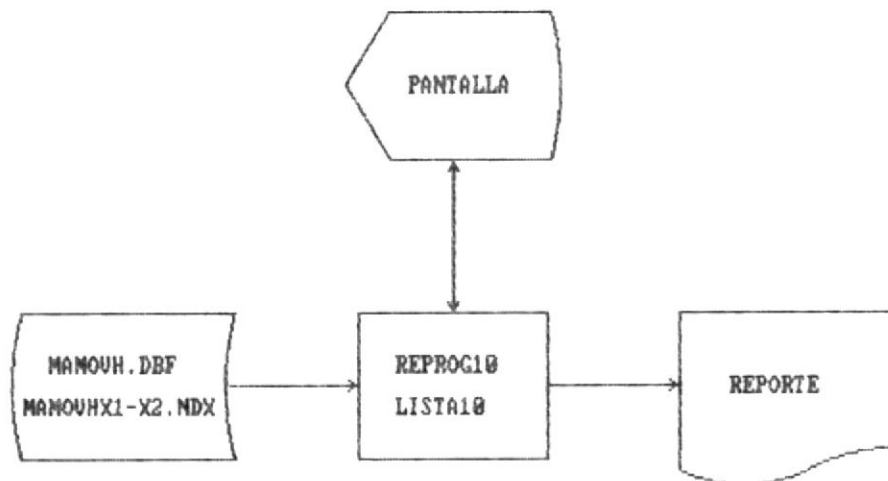 PANTALLA
MAMOVH.DBF
MAMOVHX1-X2.NDX
REPROG10
LISTA10
REPORTE